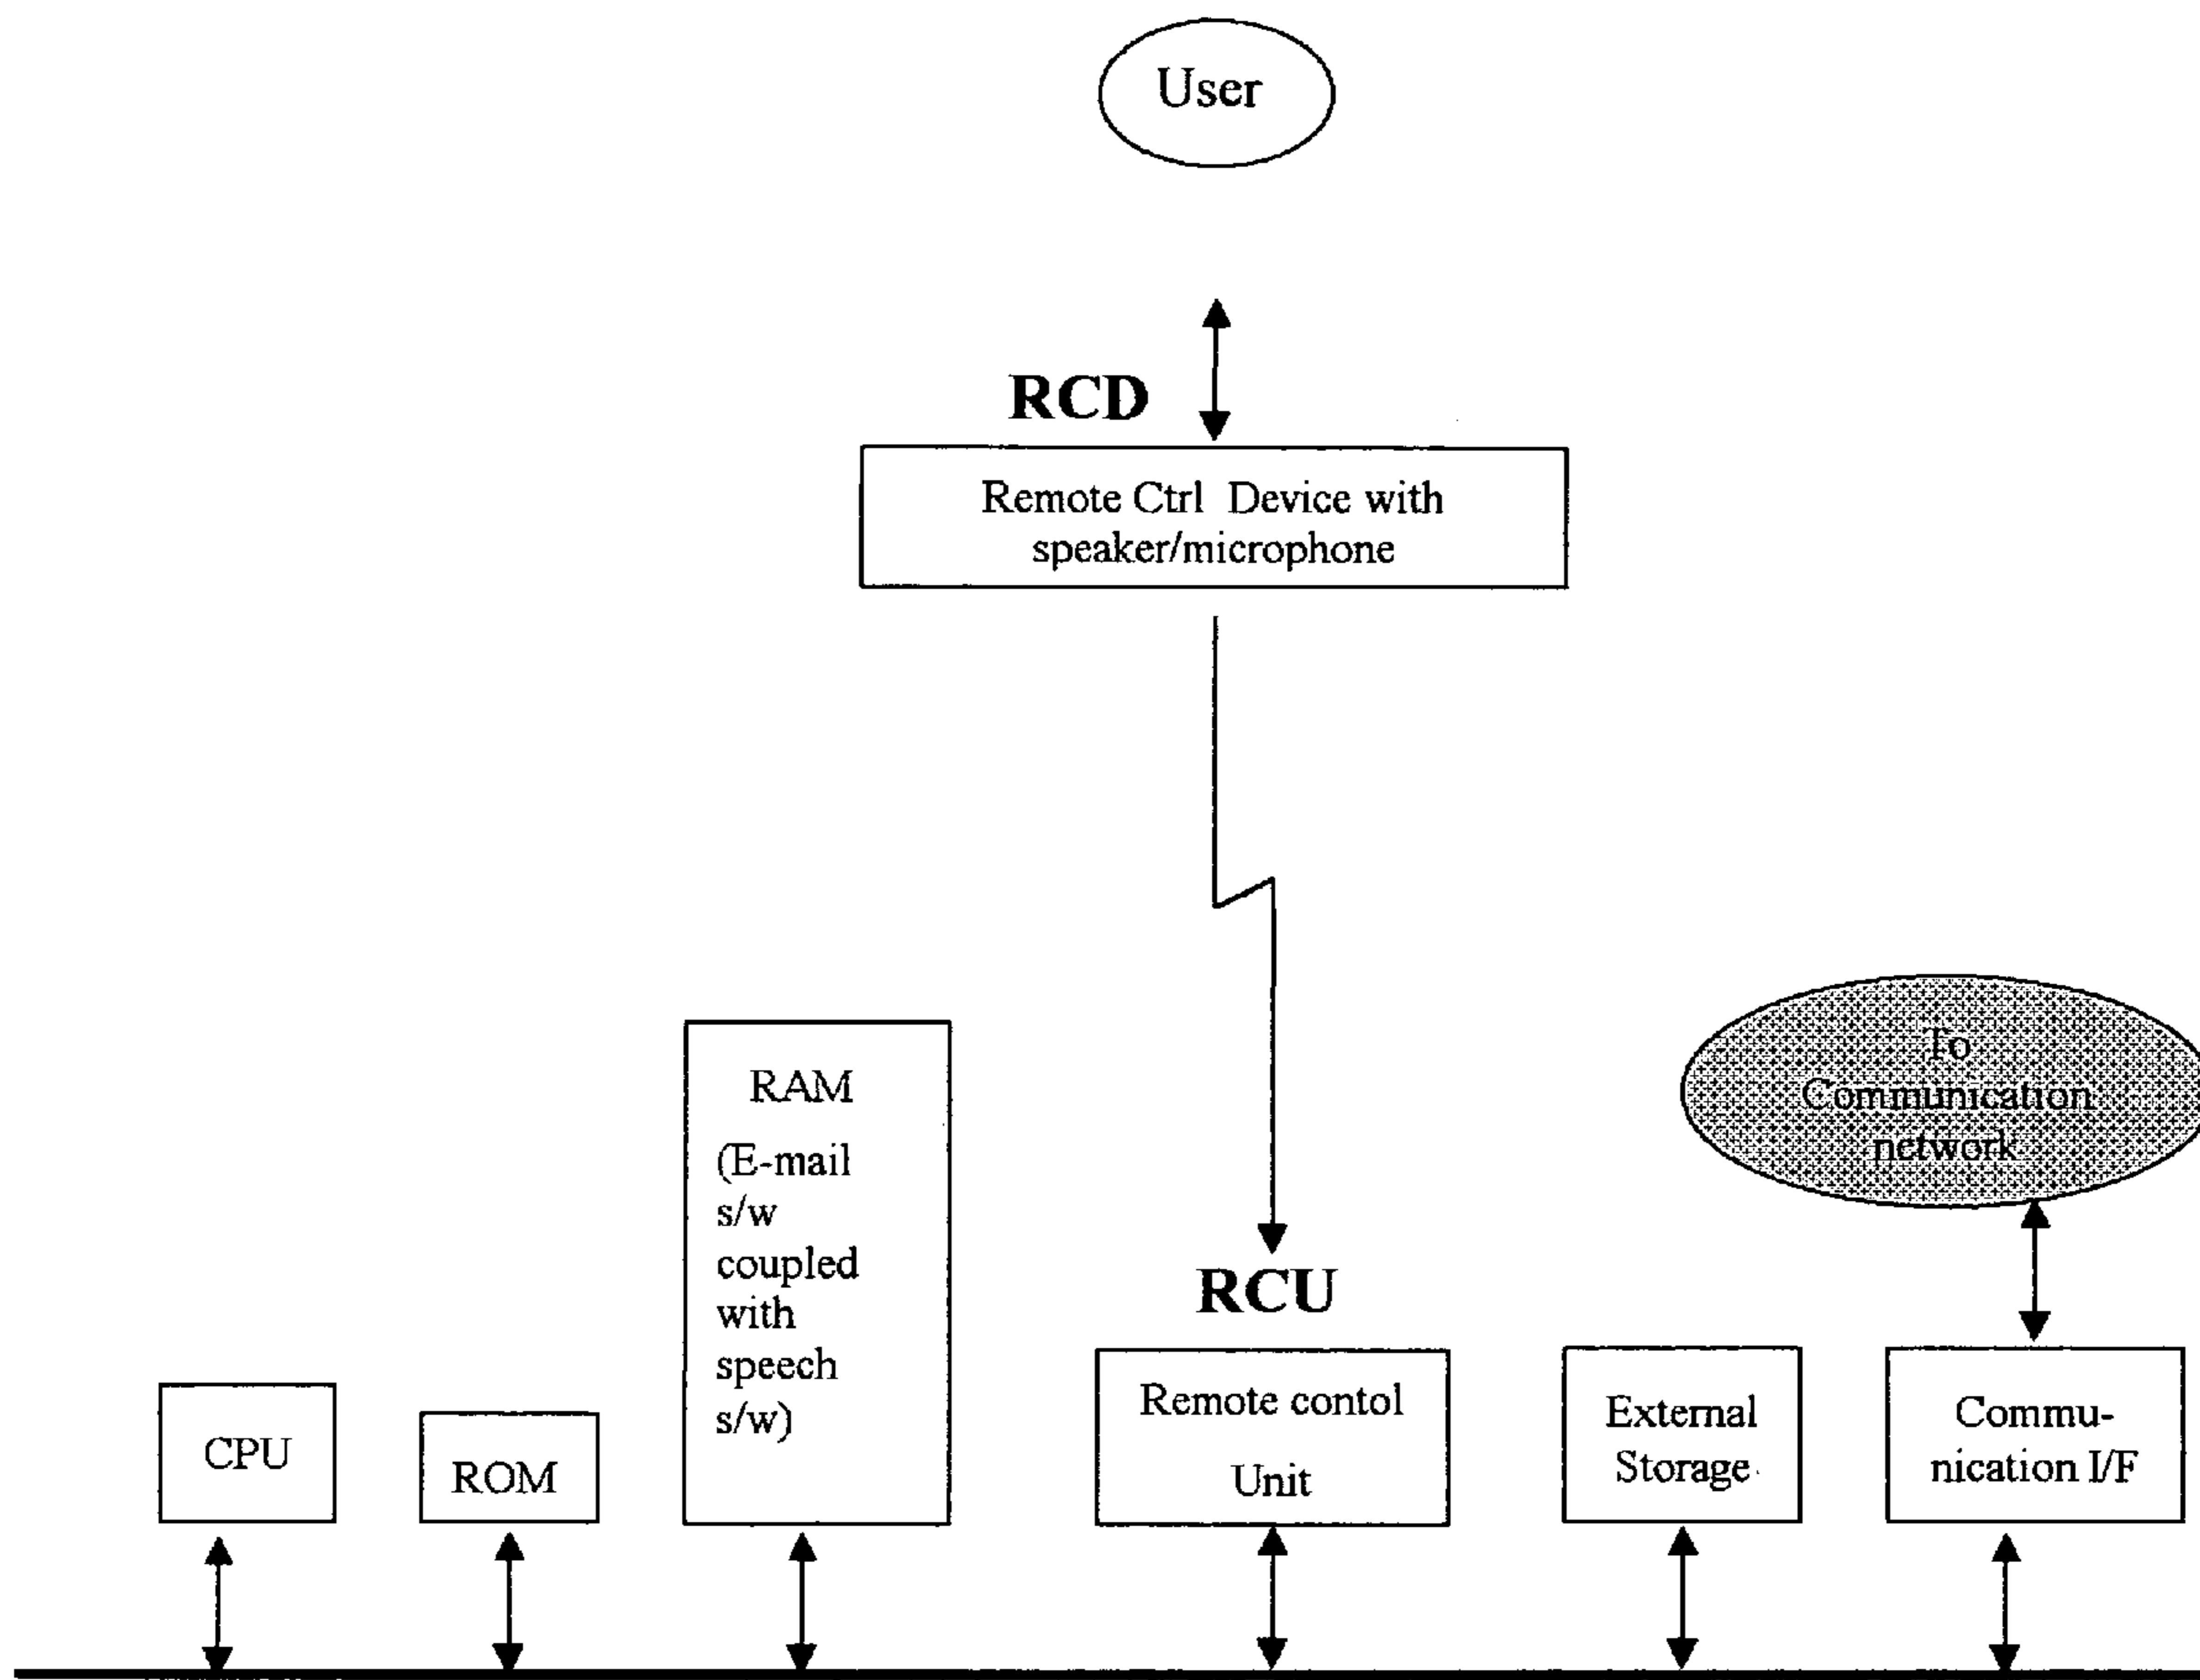 User
RCD
Remote Ctrl Device with
speaker/microphone
To
Communication
network
RAM
(E-mail
s/w
coupled
with
speech
s/w)
RCU
CPU
ROM
Remote contol
Unit
External
Storage
Commu-
nication I/F